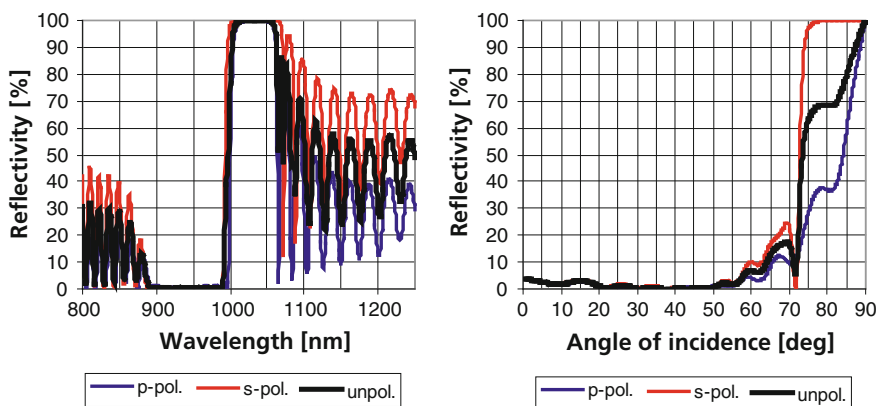 Reflectivity [%]
100
90
80
70
60
50
40
30
20
10
0
800 900 1000 1100 1200
Wavelength [nm]
p-pol. s-pol. unpol.
Reflectivity [%]
100
90
80
70
60
50
40
30
20
10
0
0 10 20 30 40 50 60 70 80 90
Angle of incidence [deg]
p-pol. s-pol. unpol.